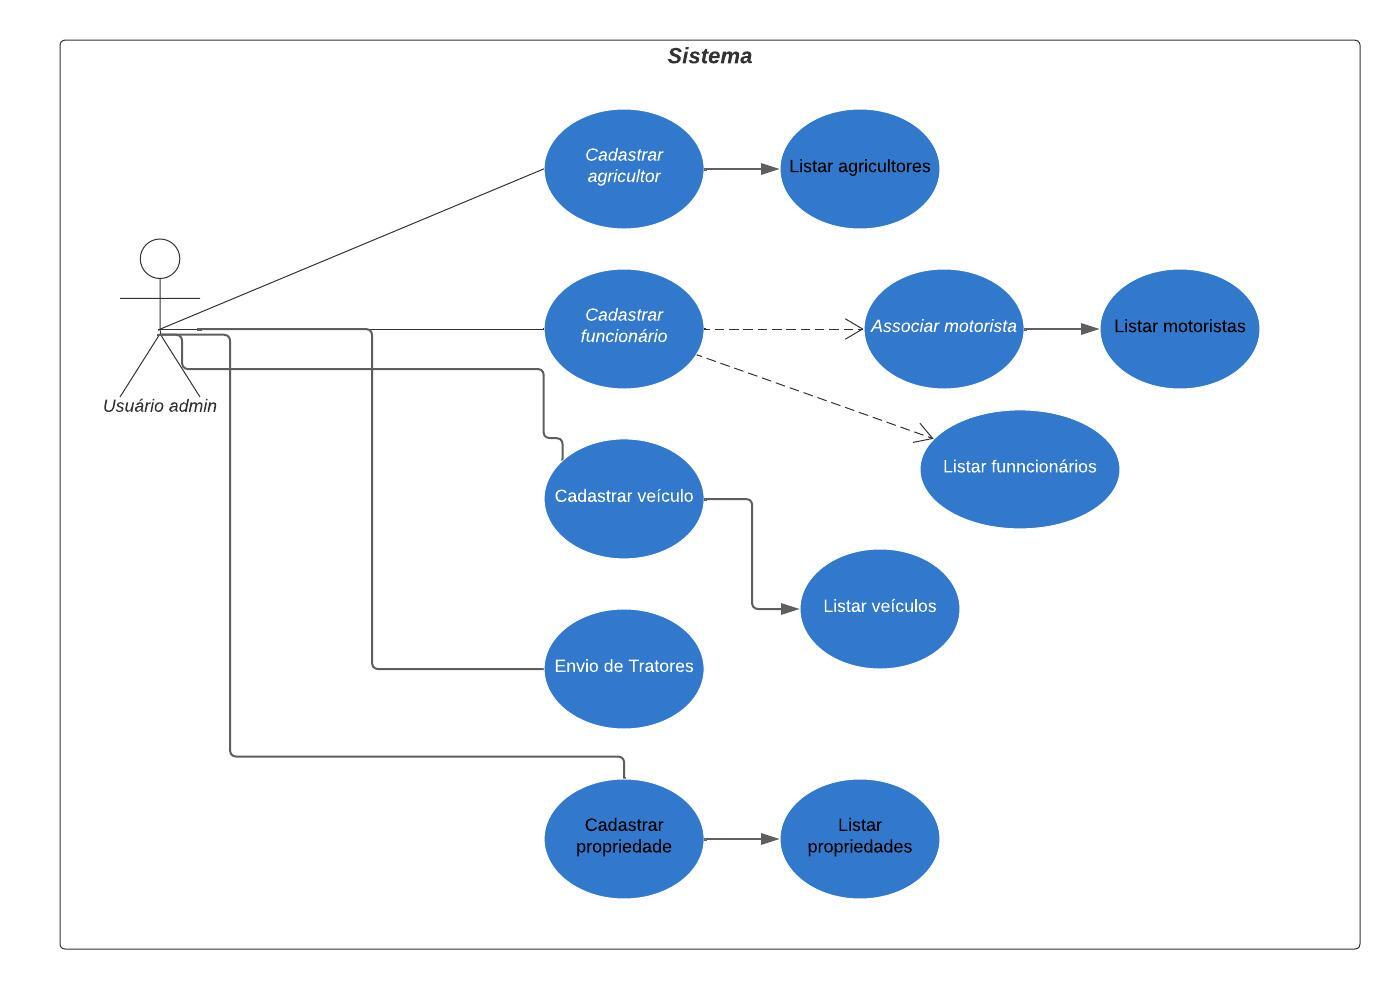 Sistema
Cadastrar
agricultor
Listar agricultores
Cadastrar
funcionário
Associar motorista
Listar motoristas
Usuário admin
Listar funncionários
Cadastrar veículo
Listar veículos
Envio de Tratores
Cadastrar
propriedade
Listar
propriedades